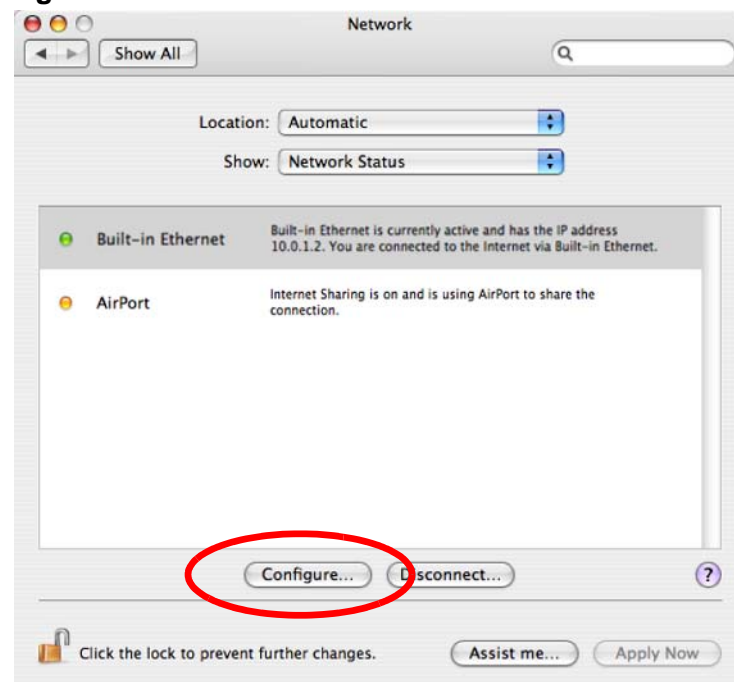 Network
Show All
Location: Automatic
Show: Network Status
Built-in Ethernet
Built-in Ethernet is currently active and has the IP address
10.0.1.2. You are connected to the Internet via Built-in Ethernet.
AirPort
Internet Sharing is on and is using AirPort to share the
connection.
Configure... Disconnect... ?
Click the lock to prevent further changes. Assist me... Apply Now